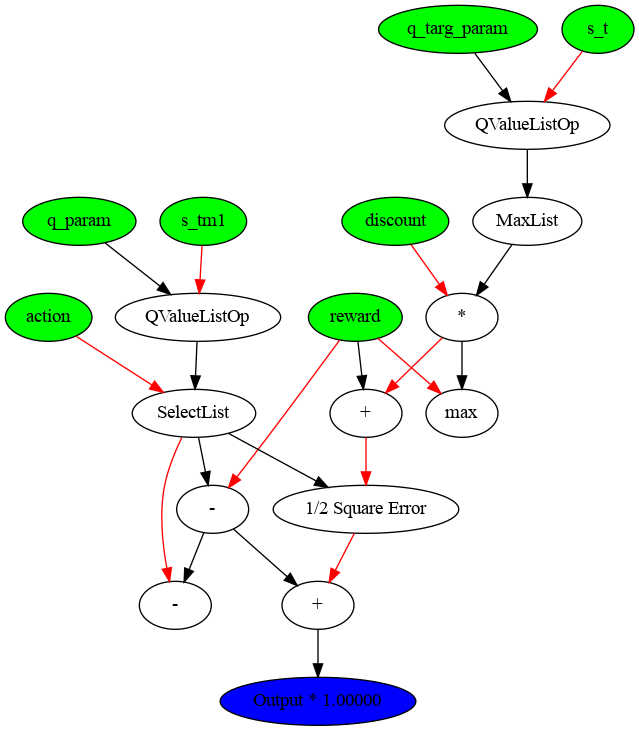 q_targ_param
s_t
QValueListOp
q_param
s_tm1
discount
MaxList
action
QValueListOp
reward
*
SelectList
+
max
-
1/2 Square Error
-
+
Output * 1.00000